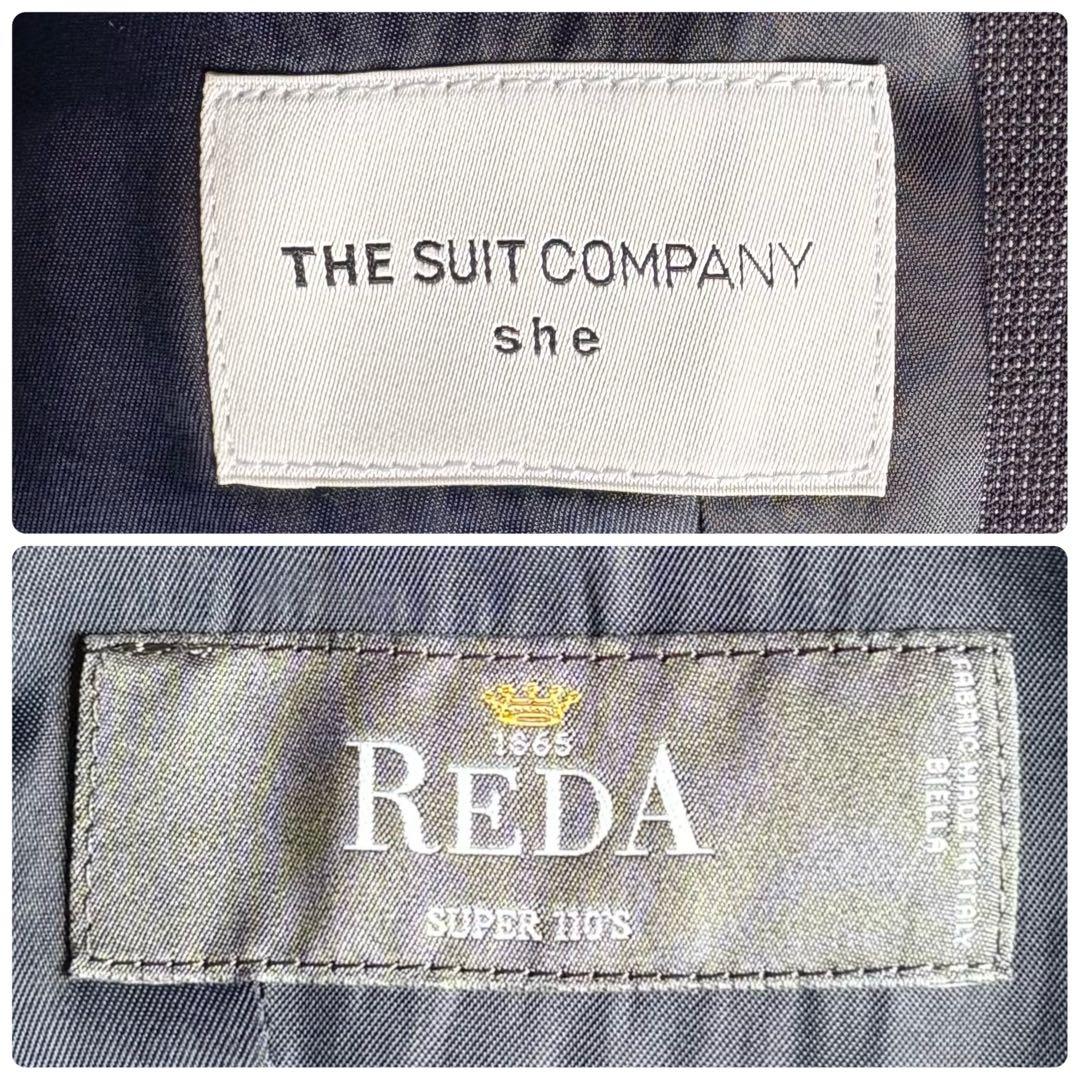 THE SUIT COMPANY
she
1865
REDA
SUPER 110'S
FABRIC MADE IN ITALY
BIELLA